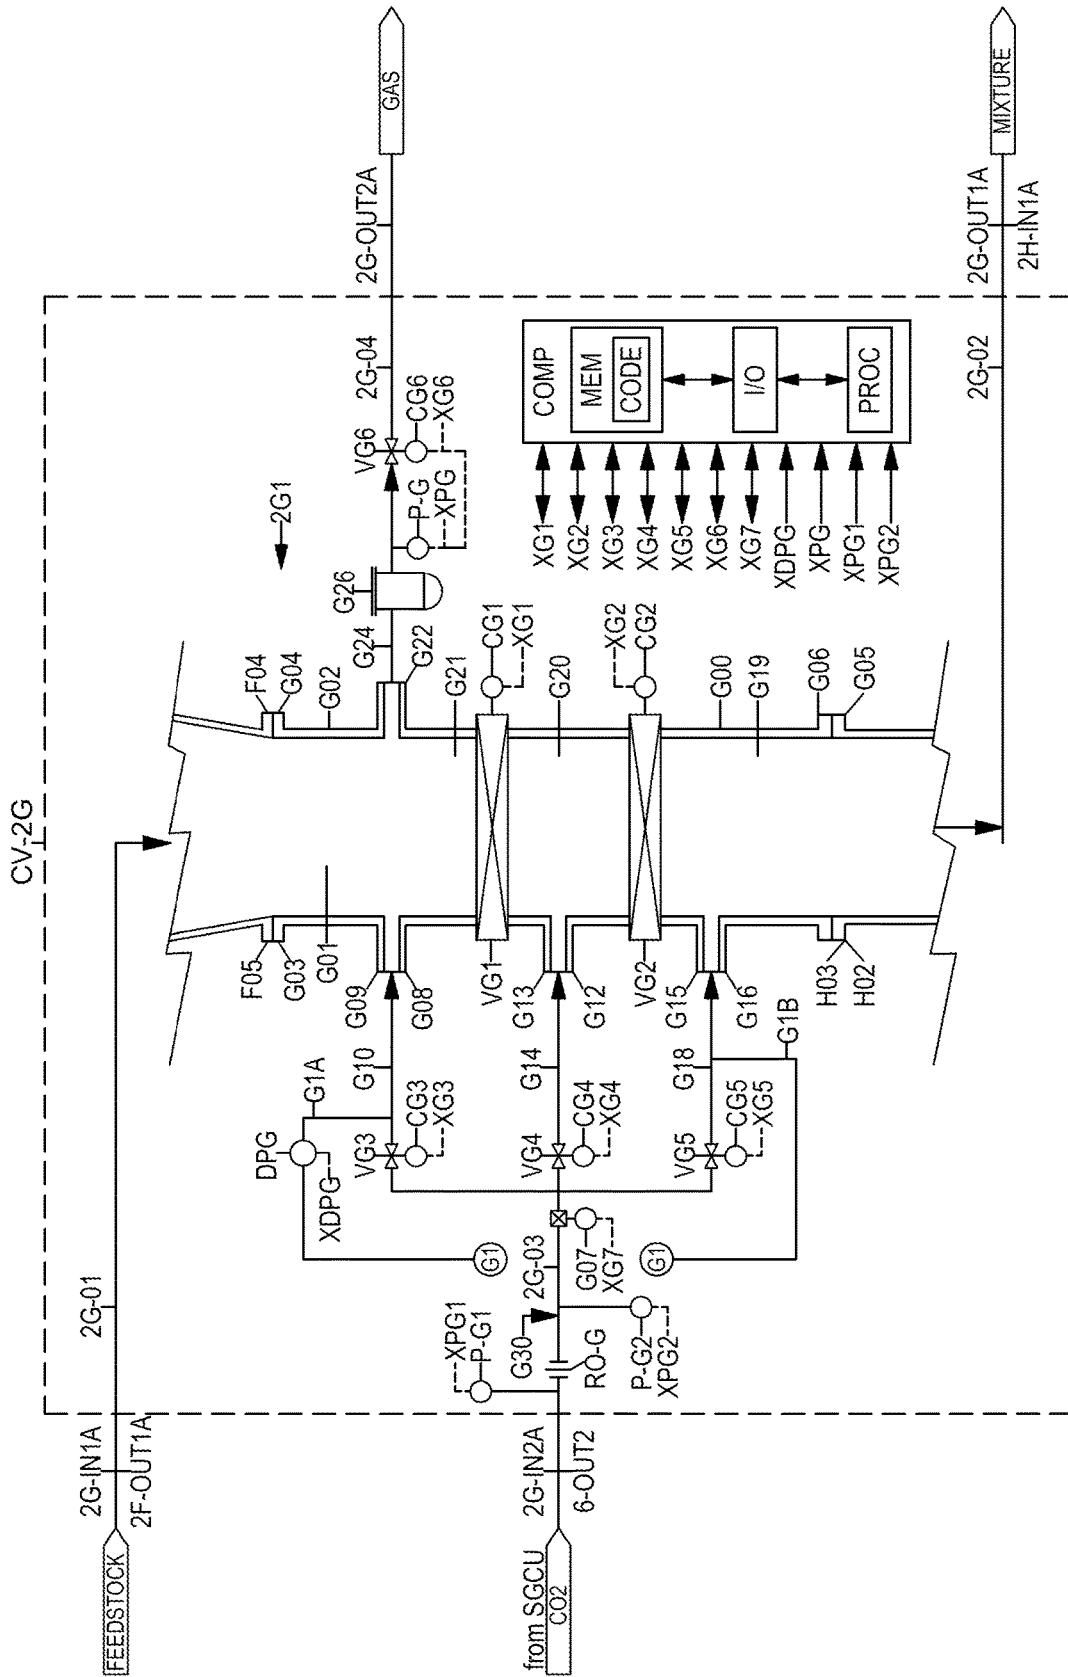 CV-2G
FEEDSTOCK
2G-IN1A
2F-OUT1A
2G-01
from SGCU
CO2
2G-IN2A
6-OUT2
XPG1
P-G1
G30
RO-G
P-G2
XPG2
2G-03
G07
XG7
G1
G1
DPG
XDPG
G1A
VG3
CG3
XG3
VG4
CG4
XG4
VG5
CG5
XG5
G10
G14
G18
G1B
F05
G03
G01
G09
G08
VG1
G13
G12
VG2
G15
G16
H03
H02
F04
G04
G02
G24
G22
G21
CG1
XG1
G20
XG2
CG2
G00
G19
G06
G05
2G1
G26
P-G
XPG
VG6
CG6
XG6
2G-04
2G-OUT2A
GAS
COMP
MEM
CODE
I/O
PROC
XG1
XG2
XG3
XG4
XG5
XG6
XG7
XDPG
XPG
XPG1
XPG2
2G-02
2G-OUT1A
2H-IN1A
MIXTURE